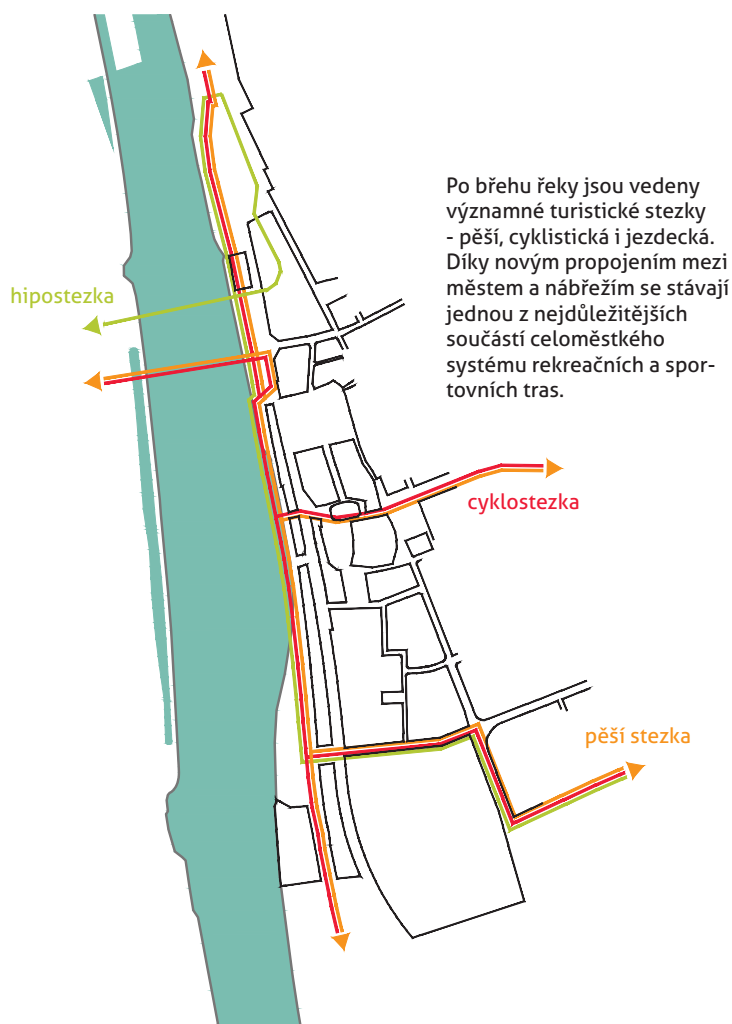 Po břehu řeky jsou vedeny
významné turistické stezky
- pěší, cyklistická i jezdecká.
Díky novým propojením mezi
městem a nábřežím se stávají
jednou z nejdůležitějších
součástí celoměstkého
systému rekreačních a spor-
tovních tras.
hipostezka
cyklostezka
pěší stezka